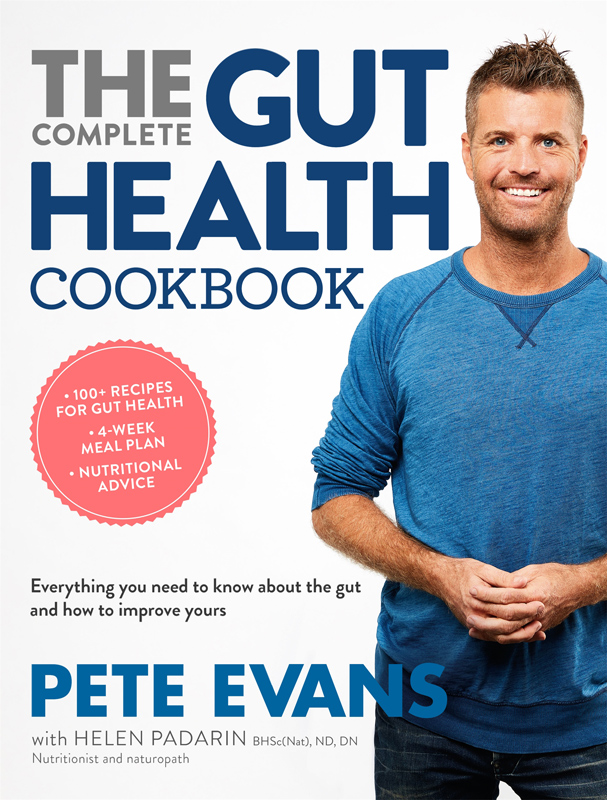 THE
COMPLETE
GUT
HEALTH
COOKBOOK
• 100+ RECIPES
FOR GUT HEALTH
• 4-WEEK
MEAL PLAN
• NUTRITIONAL
ADVICE
Everything you need to know about the gut
and how to improve yours
PETE EVANS
with HELEN PADARIN BHSc(Nat), ND, DN
Nutritionist and naturopath